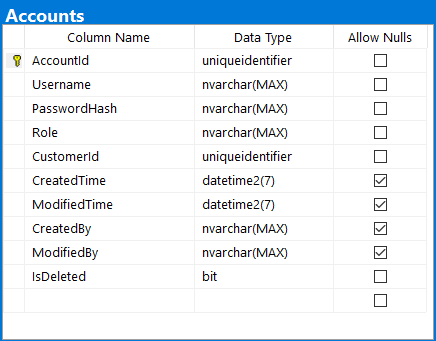 Accounts
Column Name Data Type Allow Nulls
AccountId uniqueidentifier
Username nvarchar(MAX)
PasswordHash nvarchar(MAX)
Role nvarchar(MAX)
CustomerId uniqueidentifier
CreatedTime datetime2(7)
ModifiedTime datetime2(7)
CreatedBy nvarchar(MAX)
ModifiedBy nvarchar(MAX)
IsDeleted bit